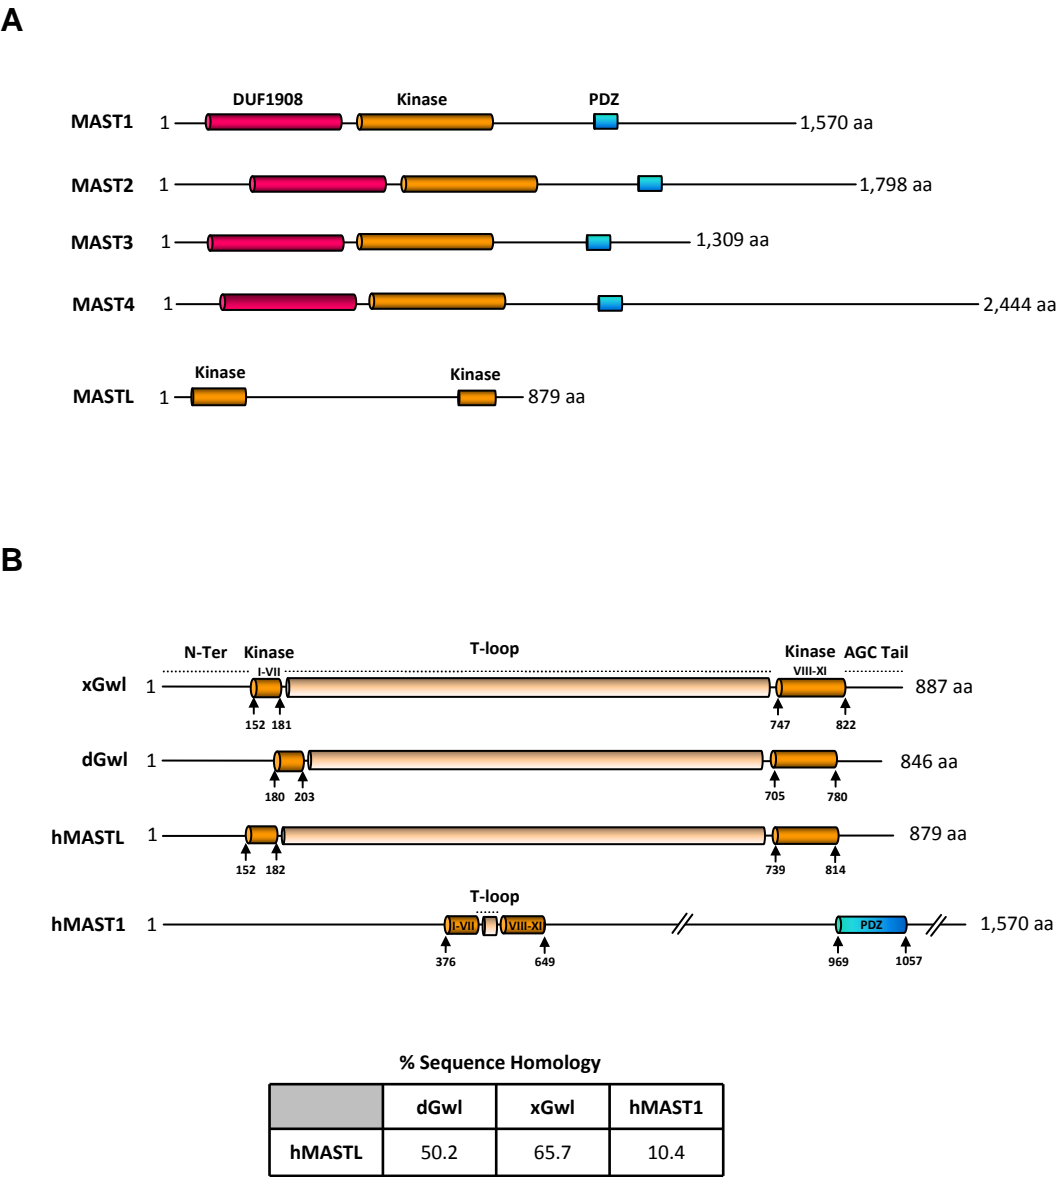 A
DUF1908 Kinase PDZ
MAST1 1 1,570 aa
MAST2 1 1,798 aa
MAST3 1 1,309 aa
MAST4 1 2,444 aa
Kinase Kinase
MASTL 1 879 aa
B
N-Ter Kinase T-loop Kinase AGC Tail
I-VII VIII-XI
xGwl 1 887 aa
152 181 747 822
dGwl 1 846 aa
180 203 705 780
hMASTL 1 879 aa
152 182 739 814
T-loop
hMAST1 1 I-VII VIII-XI PDZ 1,570 aa
376 649 969 1057
% Sequence Homology
dGwl xGwl hMAST1
hMASTL 50.2 65.7 10.4